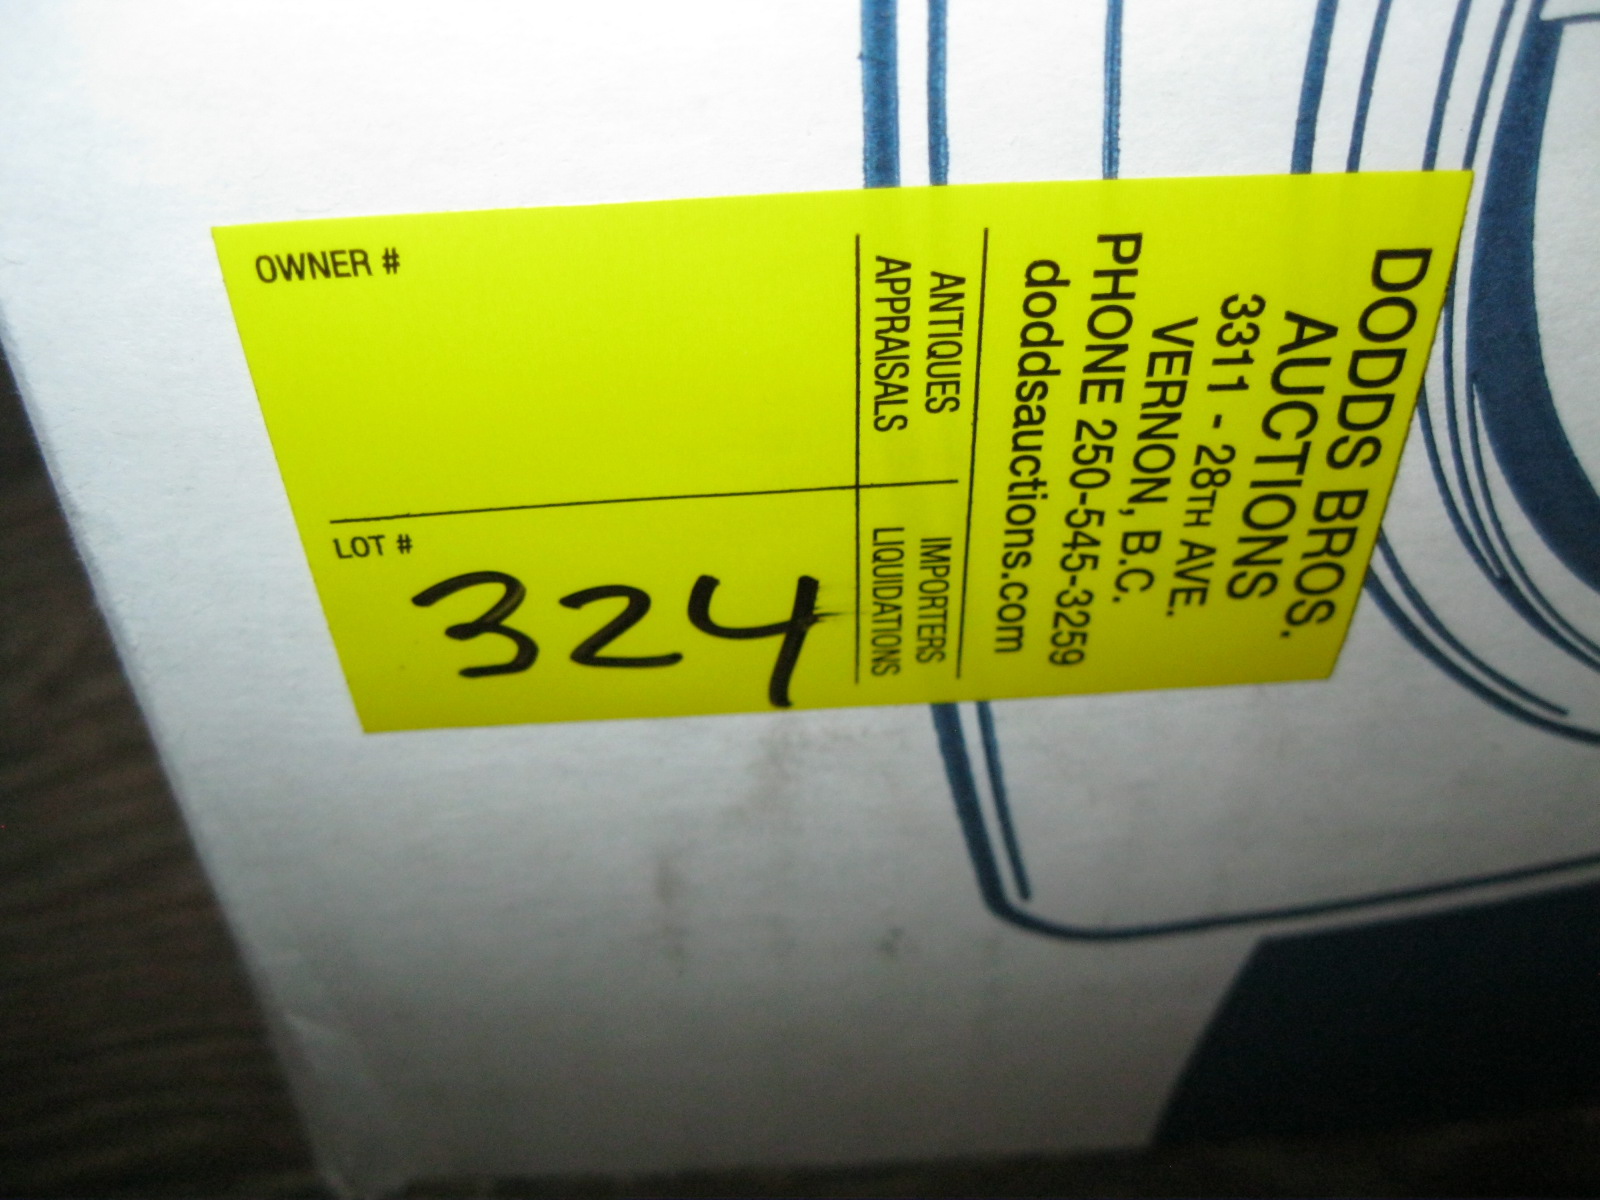 DODDS BROS.
AUCTIONS
3311 - 28TH AVE.
VERNON, B.C.
PHONE 250-545-3259
doddsauctions.com
ANTIQUES IMPORTERS
APPRAISALS LIQUIDATIONS
OWNER #
LOT #
324